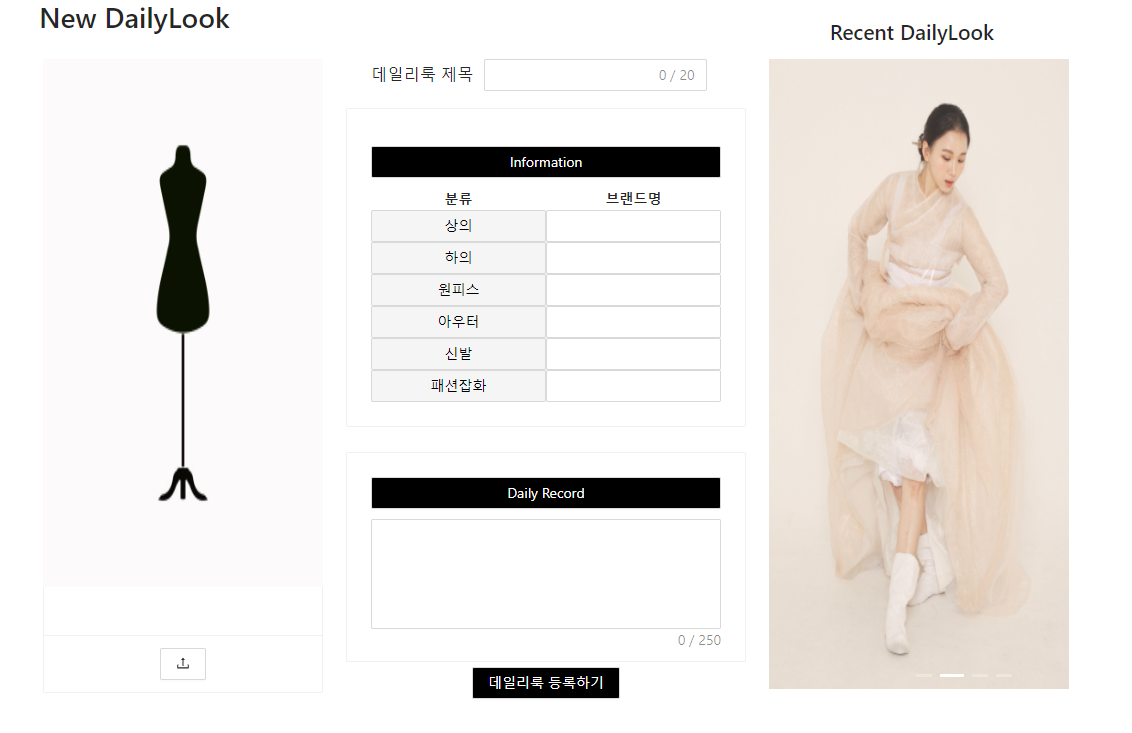 New DailyLook
Recent DailyLook
데일리룩 제목
0 / 20
Information
분류 브랜드명
상의
하의
원피스
아우터
신발
패션잡화
Daily Record
0 / 250
데일리룩 등록하기